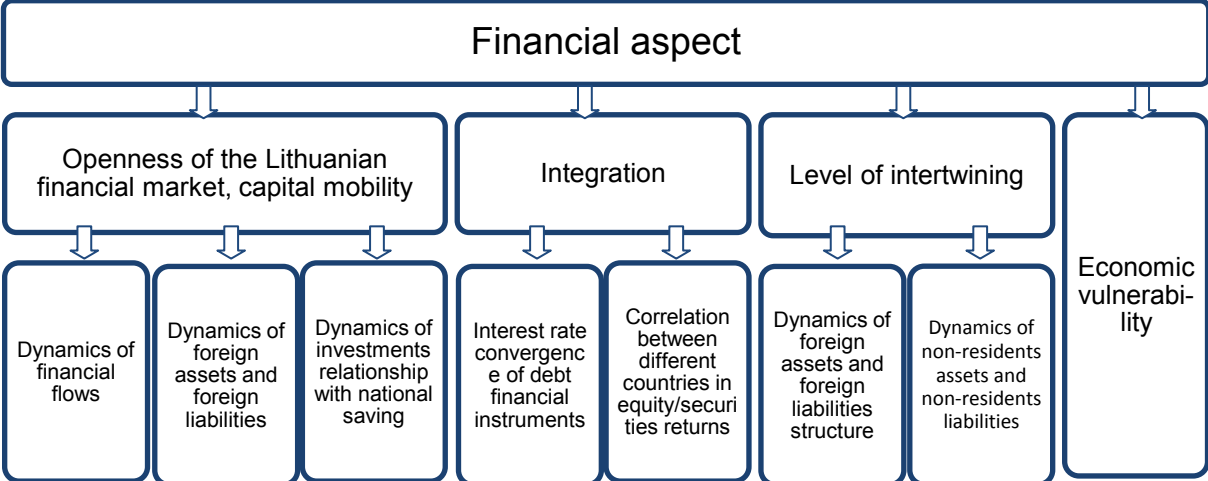 Financial aspect
Openness of the Lithuanian
financial market, capital mobility
Integration
Level of intertwining
Economic
vulnerabi-
lity
Dynamics of
financial
flows
Dynamics of
foreign
assets and
foreign
liabilities
Dynamics of
investments
relationship
with national
saving
Interest rate
convergenc
e of debt
financial
instruments
Correlation
between
different
countries in
equity/securi
ties returns
Dynamics of
foreign
assets and
foreign
liabilities
structure
Dynamics of
non-residents
assets and
non-residents
liabilities